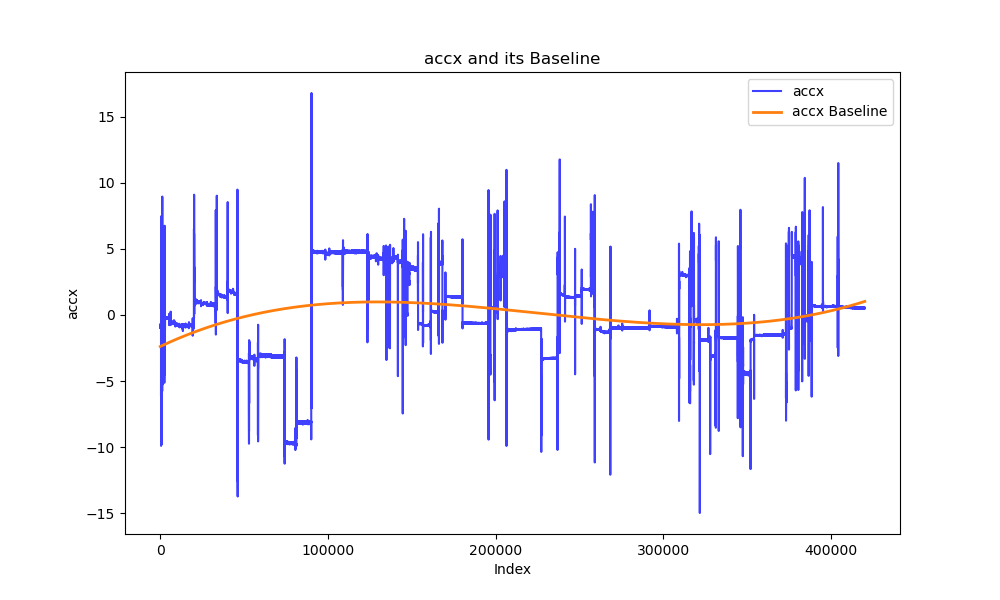 accx and its Baseline
accx
accx Baseline
15
10
5
0
−5
−10
−15
accx
0
100000
200000
300000
400000
Index